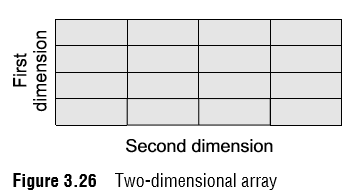 First
dimension
Second dimension
Figure 3.26 Two-dimensional array